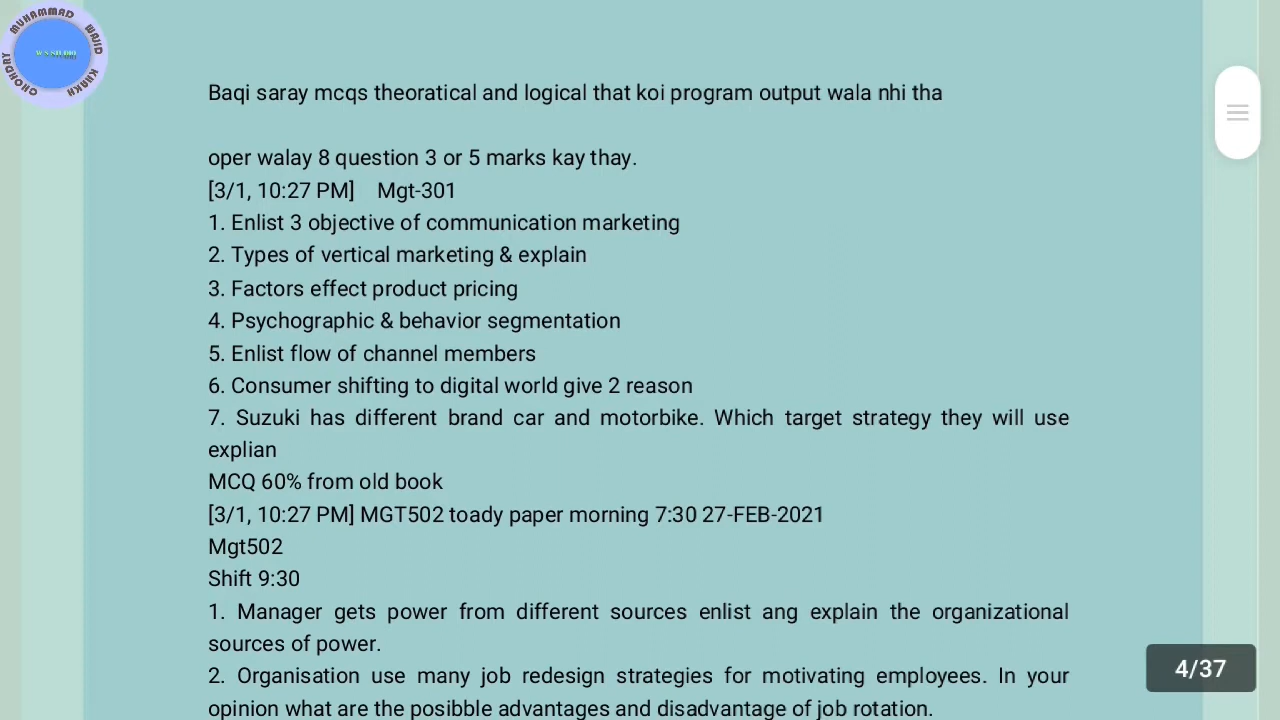 MUHAMMAD WAJID KHAKH CHOHDRY
W S STUDIO
Baqi saray mcqs theoratical and logical that koi program output wala nhi tha
oper walay 8 question 3 or 5 marks kay thay.
[3/1, 10:27 PM] Mgt-301
1. Enlist 3 objective of communication marketing
2. Types of vertical marketing & explain
3. Factors effect product pricing
4. Psychographic & behavior segmentation
5. Enlist flow of channel members
6. Consumer shifting to digital world give 2 reason
7. Suzuki has different brand car and motorbike. Which target strategy they will use
explian
MCQ 60% from old book
[3/1, 10:27 PM] MGT502 toady paper morning 7:30 27-FEB-2021
Mgt502
Shift 9:30
1. Manager gets power from different sources enlist ang explain the organizational
sources of power.
2. Organisation use many job redesign strategies for motivating employees. In your
opinion what are the posibble advantages and disadvantage of job rotation.
4/37